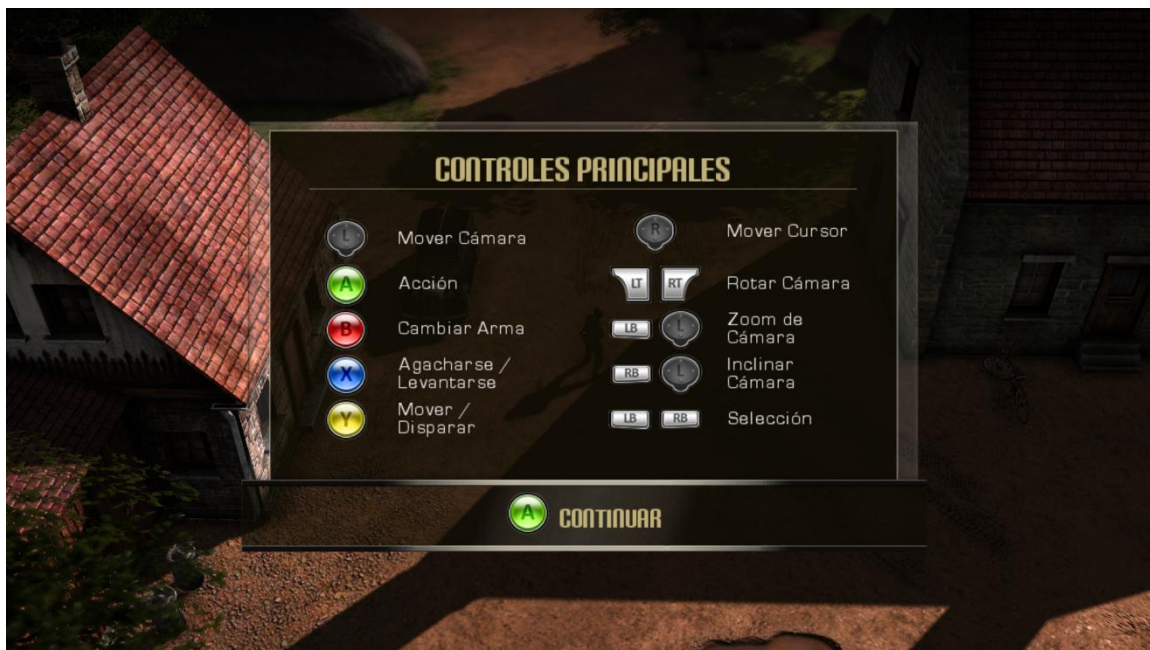 CONTROLES PRINCIPALES
L Mover Cámara
A Acción
B Cambiar Arma
X Agacharse /
Levantarse
Y Mover /
Disparar
R Mover Cursor
LT RT Rotar Cámara
LB L Zoom de
Cámara
RB L Inclinar
Cámara
LB RB Selección
A CONTINUAR